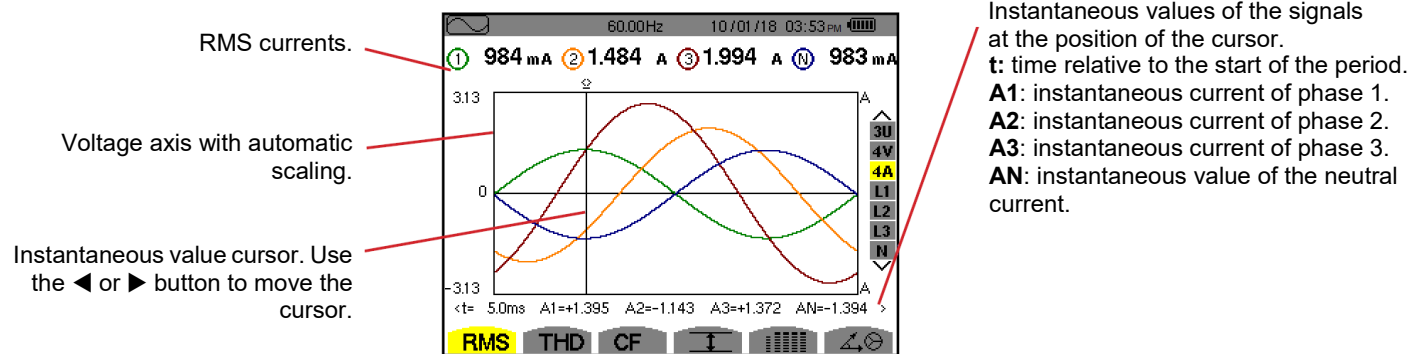 RMS currents.
Voltage axis with automatic
scaling.
Instantaneous value cursor. Use
the ◄ or ► button to move the
cursor.
60.00Hz 10/01/18 03:53PM
1 984 mA 2 1.484 A 3 1.994 A N 983 mA
3.13 A
0
-3.13 A
3U
4V
4A
L1
L2
L3
N
<t= 5.0ms A1=+1.395 A2=-1.143 A3=+1.372 AN=-1.394 >
RMS THD CF
Instantaneous values of the signals
at the position of the cursor.
t: time relative to the start of the period.
A1: instantaneous current of phase 1.
A2: instantaneous current of phase 2.
A3: instantaneous current of phase 3.
AN: instantaneous value of the neutral
current.